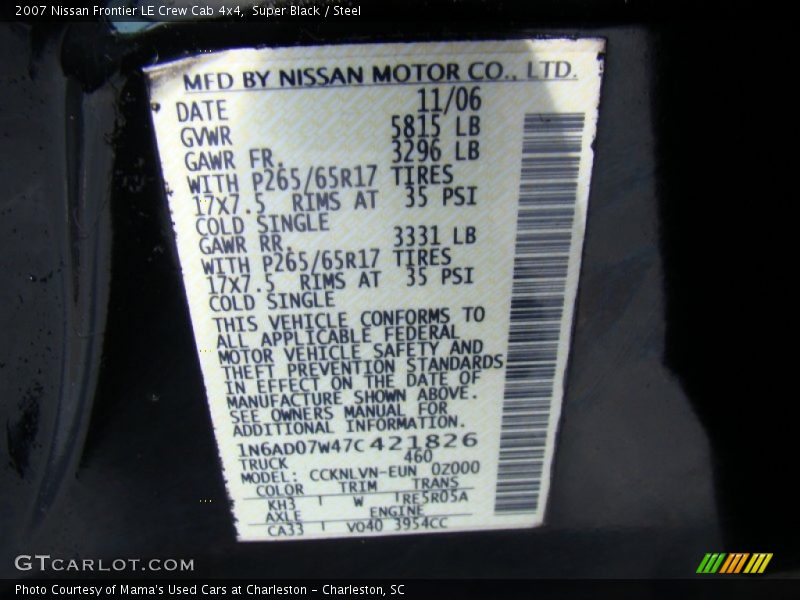 2007 Nissan Frontier LE Crew Cab 4x4, Super Black / Steel
MFD BY NISSAN MOTOR CO., LTD.
DATE 11/06
GVWR 5815 LB
GAWR FR. 3296 LB
WITH P265/65R17 TIRES
17X7.5 RIMS AT 35 PSI
COLD SINGLE
GAWR RR. 3331 LB
WITH P265/65R17 TIRES
17X7.5 RIMS AT 35 PSI
COLD SINGLE
THIS VEHICLE CONFORMS TO
ALL APPLICABLE FEDERAL
MOTOR VEHICLE SAFETY AND
THEFT PREVENTION STANDARDS
IN EFFECT ON THE DATE OF
MANUFACTURE SHOWN ABOVE.
SEE OWNERS MANUAL FOR
ADDITIONAL INFORMATION.
1N6AD07W47C421826
TRUCK 460
MODEL: CCKNLVN-EUN 0Z000
COLOR TRIM TRANS
KH3 W RE5R05A
AXLE ENGINE
CA33 VQ40 3954CC
GTCARLOT.COM
Photo Courtesy of Mama's Used Cars at Charleston - Charleston, SC